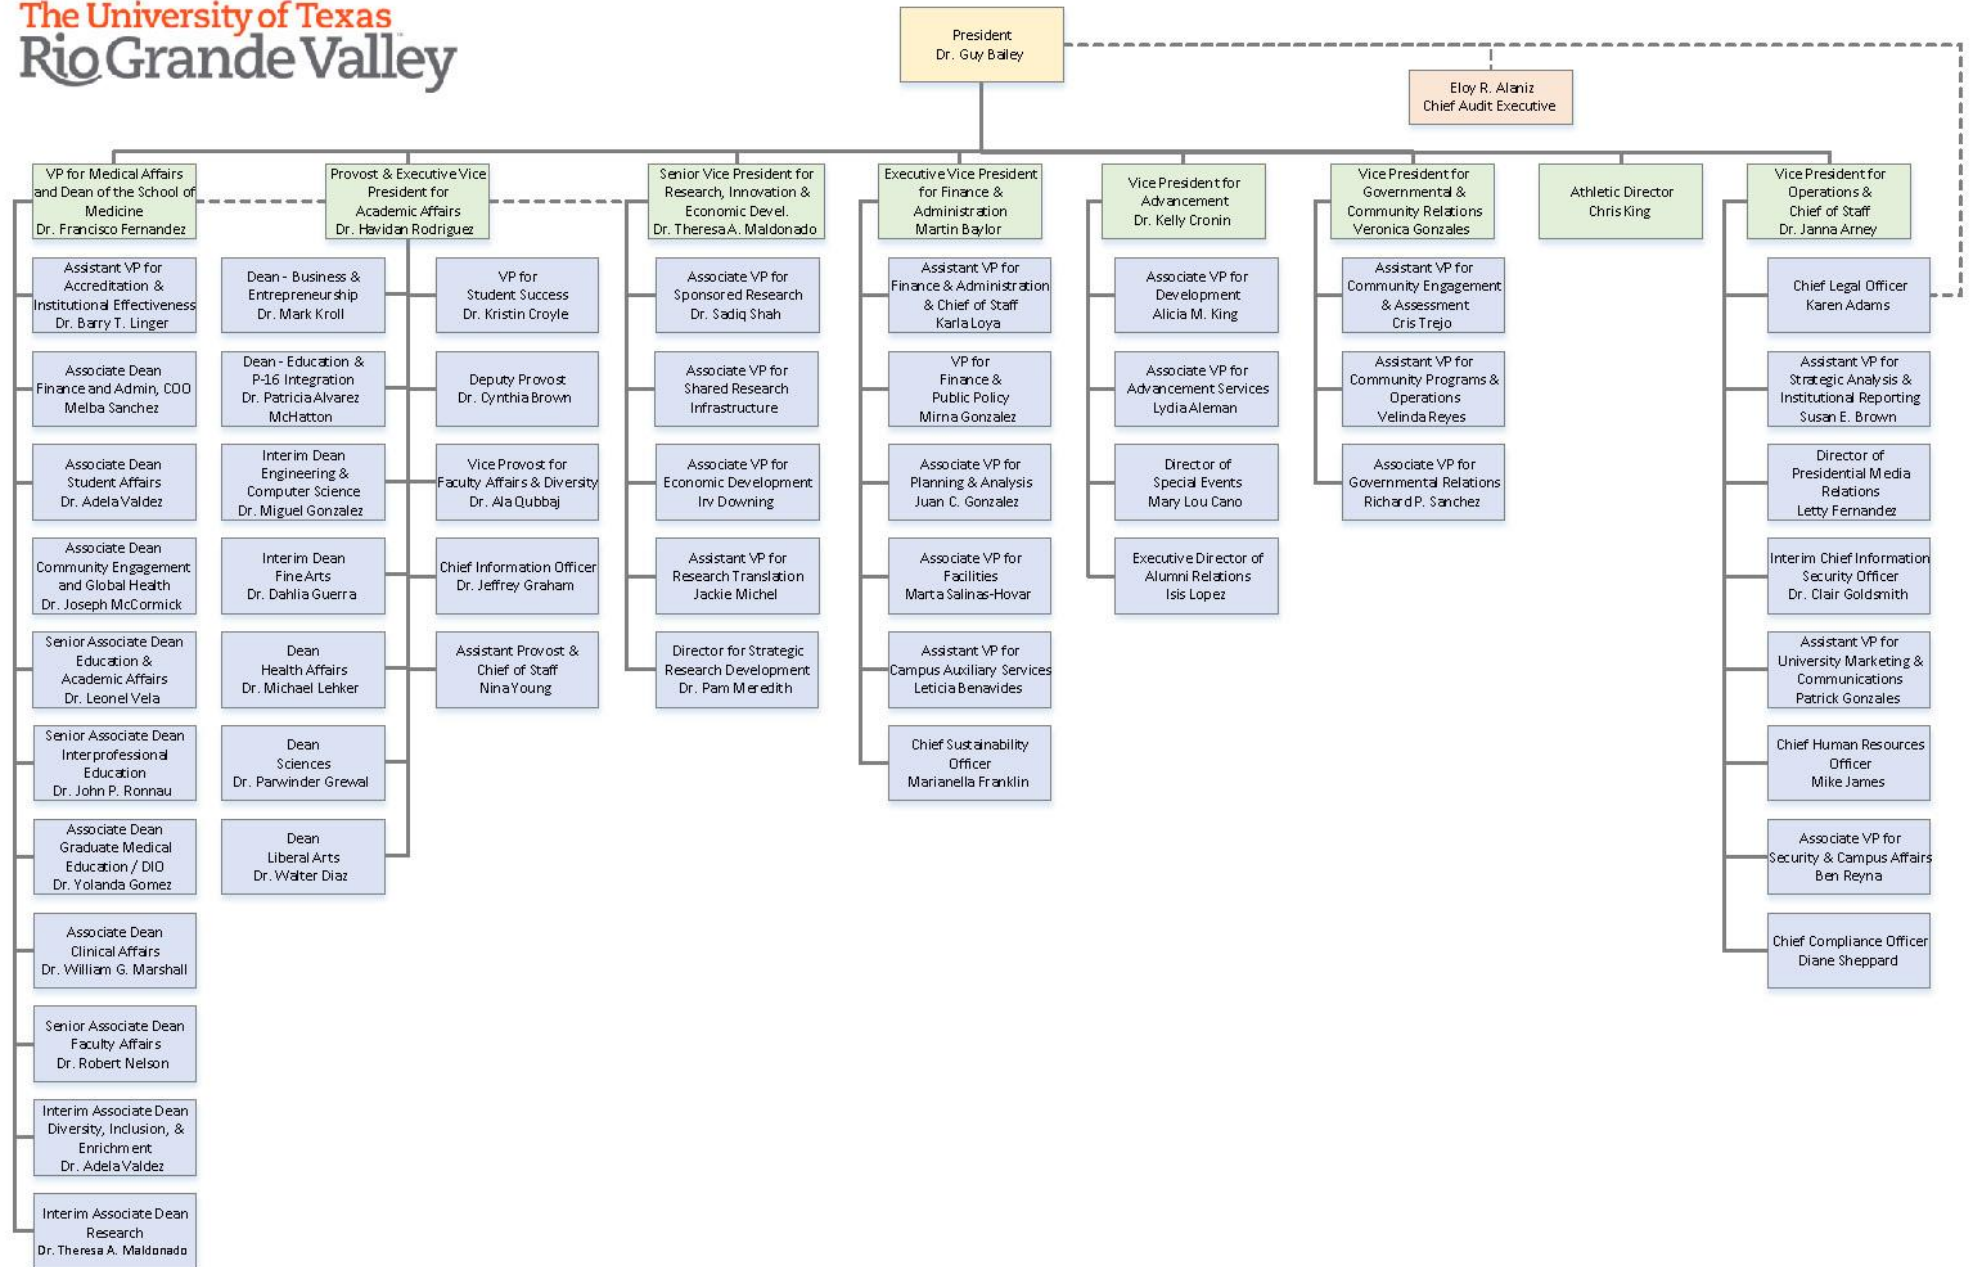 The University of Texas
Rio Grande Valley
President
Dr. Guy Bailey
Eloy R. Alaniz
Chief Audit Executive
VP for Medical Affairs
and Dean of the School of
Medicine
Dr. Francisco Fernandez
Provost & Executive Vice
President for
Academic Affairs
Dr. Havidan Rodriguez
Senior Vice President for
Research, Innovation &
Economic Devel.
Dr. Theresa A. Maldonado
Executive Vice President
for Finance &
Administration
Martin Baylor
Vice President for
Advancement
Dr. Kelly Cronin
Vice President for
Governmental &
Community Relations
Veronica Gonzales
Athletic Director
Chris King
Vice President for
Operations &
Chief of Staff
Dr. Janna Arney
Assistant VP for
Accreditation &
Institutional Effectiveness
Dr. Barry T. Linger
Associate Dean
Finance and Admin, COO
Melba Sanchez
Associate Dean
Student Affairs
Dr. Adela Valdez
Associate Dean
Community Engagement
and Global Health
Dr. Joseph McCormick
Senior Associate Dean
Education &
Academic Affairs
Dr. Leonel Vela
Senior Associate Dean
Interprofessional
Education
Dr. John P. Ronnau
Associate Dean
Graduate Medical
Education / DIO
Dr. Yolanda Gomez
Associate Dean
Clinical Affairs
Dr. William G. Marshall
Senior Associate Dean
Faculty Affairs
Dr. Robert Nelson
Interim Associate Dean
Diversity, Inclusion, &
Enrichment
Dr. Adela Valdez
Interim Associate Dean
Research
Dr. Theresa A. Maldonado
Dean - Business &
Entrepreneurship
Dr. Mark Kroll
Dean - Education &
P-16 Integration
Dr. Patricia Alvarez
McHatton
Interim Dean
Engineering &
Computer Science
Dr. Miguel Gonzalez
Interim Dean
Fine Arts
Dr. Dahlia Guerra
Dean
Health Affairs
Dr. Michael Lehker
Dean
Sciences
Dr. Parwinder Grewal
Dean
Liberal Arts
Dr. Walter Diaz
VP for
Student Success
Dr. Kristin Croyle
Deputy Provost
Dr. Cynthia Brown
Vice Provost for
Faculty Affairs & Diversity
Dr. Ala Qubbaj
Chief Information Officer
Dr. Jeffrey Graham
Assistant Provost &
Chief of Staff
Nina Young
Associate VP for
Sponsored Research
Dr. Sadiq Shah
Associate VP for
Shared Research
Infrastructure
Associate VP for
Economic Development
Irv Downing
Assistant VP for
Research Translation
Jackie Michel
Director for Strategic
Research Development
Dr. Pam Meredith
Assistant VP for
Finance & Administration
& Chief of Staff
Karla Loya
VP for
Finance &
Public Policy
Mirna Gonzalez
Associate VP for
Planning & Analysis
Juan C. Gonzalez
Associate VP for
Facilities
Marta Salinas-Hovar
Assistant VP for
Campus Auxiliary Services
Leticia Benavides
Chief Sustainability
Officer
Marianella Franklin
Associate VP for
Development
Alicia M. King
Associate VP for
Advancement Services
Lydia Aleman
Director of
Special Events
Mary Lou Cano
Executive Director of
Alumni Relations
Isis Lopez
Assistant VP for
Community Engagement
& Assessment
Cris Trejo
Assistant VP for
Community Programs &
Operations
Velinda Reyes
Associate VP for
Governmental Relations
Richard P. Sanchez
Chief Legal Officer
Karen Adams
Assistant VP for
Strategic Analysis &
Institutional Reporting
Susan E. Brown
Director of
Presidential Media
Relations
Letty Fernandez
Interim Chief Information
Security Officer
Dr. Clair Goldsmith
Assistant VP for
University Marketing &
Communications
Patrick Gonzales
Chief Human Resources
Officer
Mike James
Associate VP for
Security & Campus Affairs
Ben Reyna
Chief Compliance Officer
Diane Sheppard